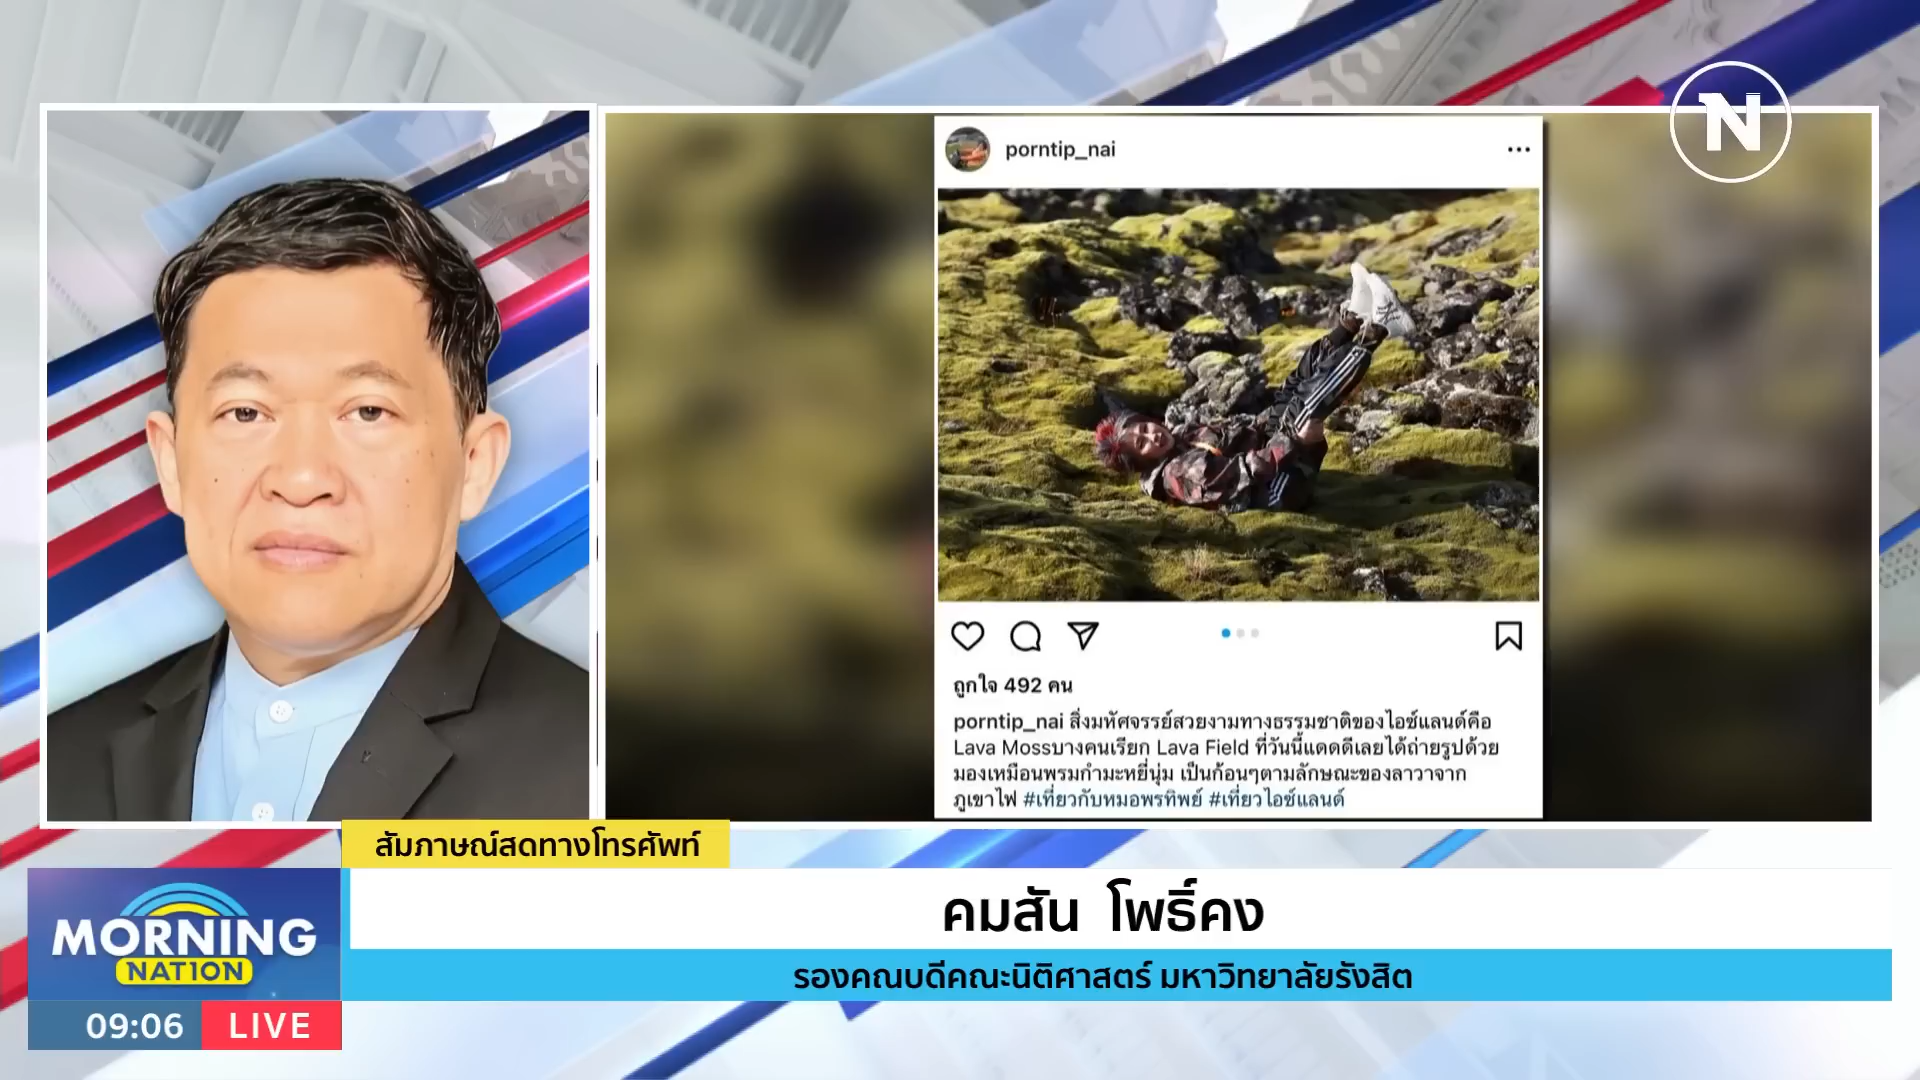 N
porntip_nai
ถูกใจ 492 คน
porntip_nai สิ่งมหัศจรรย์สวยงามทางธรรมชาติของไอซ์แลนด์คือ
Lava Mossบางคนเรียก Lava Field ที่วันนี้แดดดีเลยได้ถ่ายรูปด้วย
มองเหมือนพรมกำมะหยี่นุ่ม เป็นก้อนๆตามลักษณะของลาวาจาก
ภูเขาไฟ #เที่ยวกับหมอพรทิพย์ #เที่ยวไอซ์แลนด์
สัมภาษณ์สดทางโทรศัพท์
คมสัน โพธิ์คง
รองคณบดีคณะนิติศาสตร์ มหาวิทยาลัยรังสิต
MORNING
NATION
09:06 LIVE